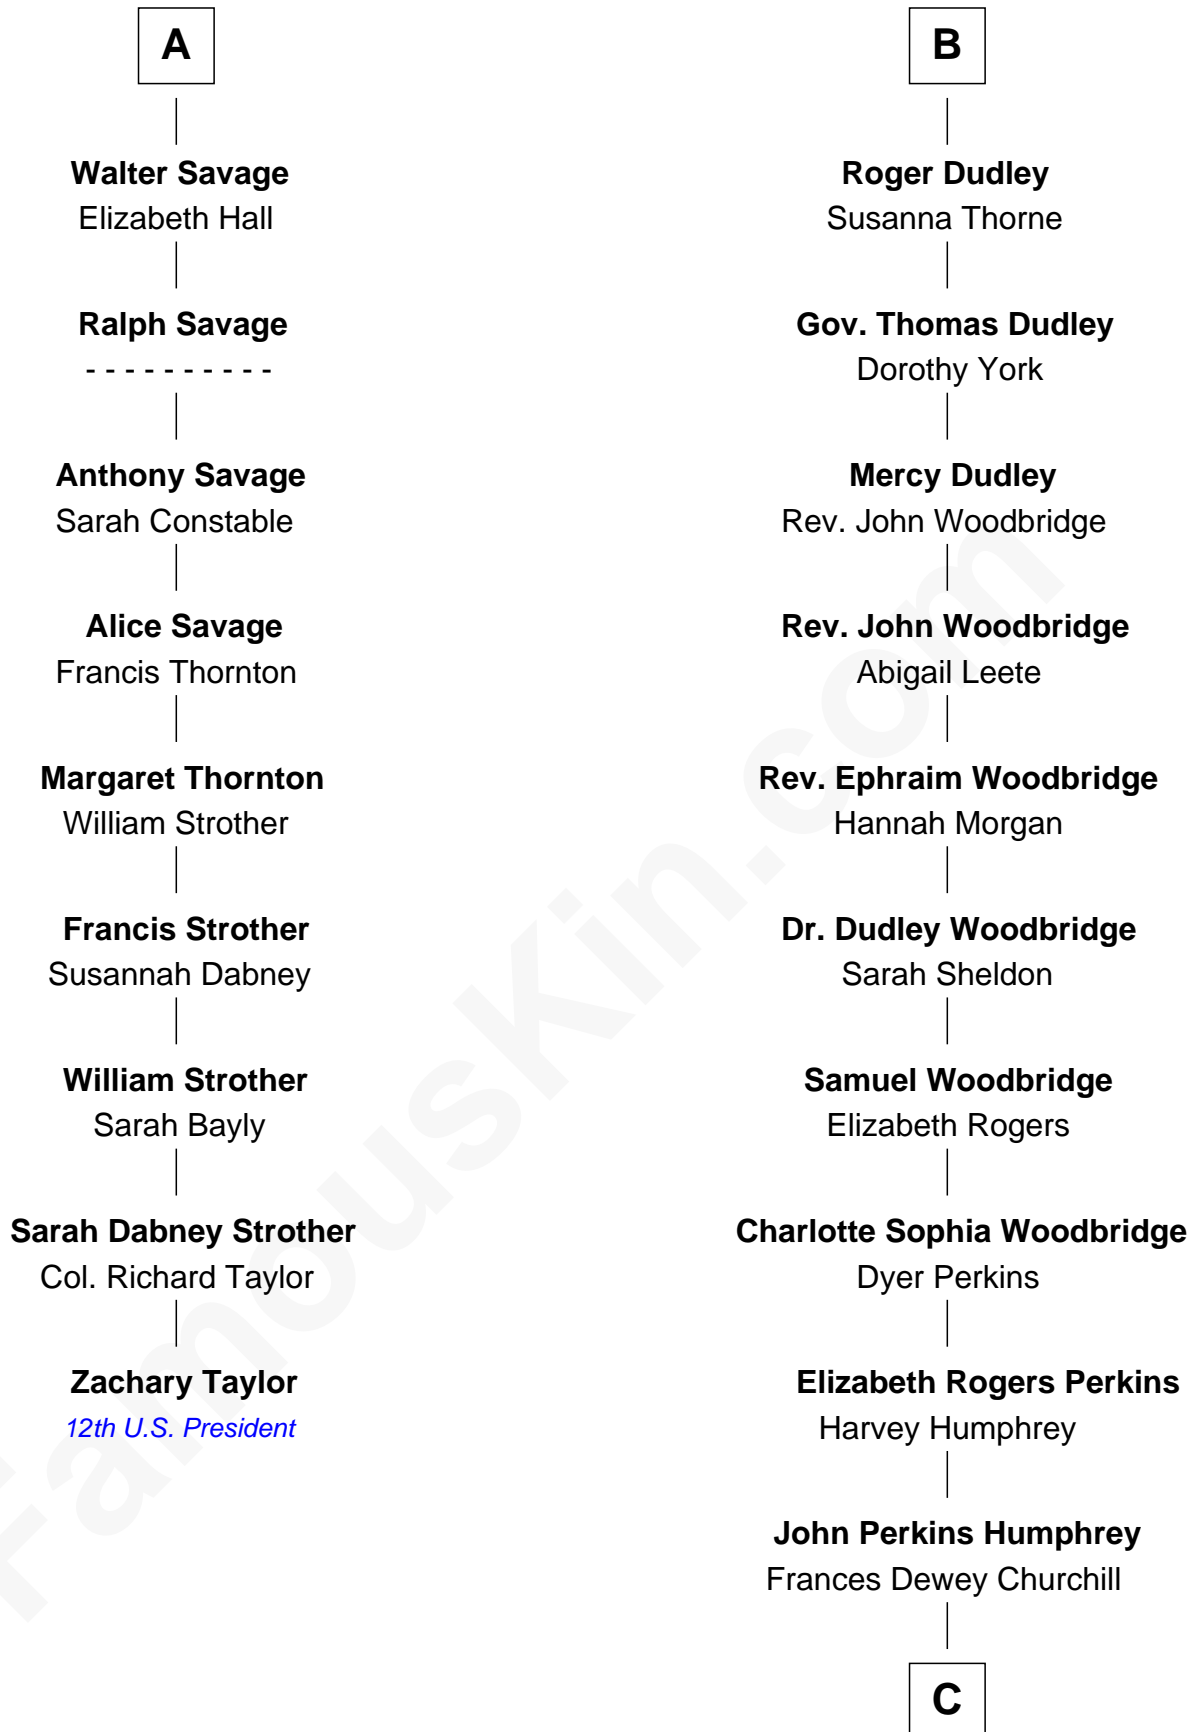 A
Walter Savage
Elizabeth Hall
Ralph Savage
- - - - - - - - - -
Anthony Savage
Sarah Constable
Alice Savage
Francis Thornton
Margaret Thornton
William Strother
Francis Strother
Susannah Dabney
William Strother
Sarah Bayly
Sarah Dabney Strother
Col. Richard Taylor
Zachary Taylor
12th U.S. President
B
Roger Dudley
Susanna Thorne
Gov. Thomas Dudley
Dorothy York
Mercy Dudley
Rev. John Woodbridge
Rev. John Woodbridge
Abigail Leete
Rev. Ephraim Woodbridge
Hannah Morgan
Dr. Dudley Woodbridge
Sarah Sheldon
Samuel Woodbridge
Elizabeth Rogers
Charlotte Sophia Woodbridge
Dyer Perkins
Elizabeth Rogers Perkins
Harvey Humphrey
John Perkins Humphrey
Frances Dewey Churchill
C
FamousKin.com